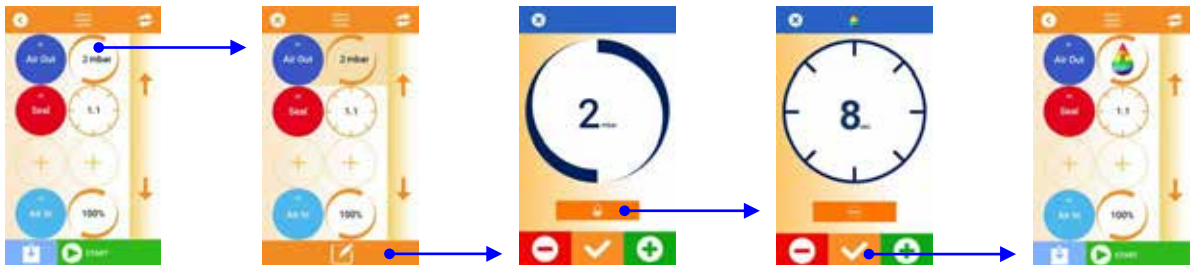 Air Out 2 mbar
Seal 1.1
Air In 100%
START
Air Out 2 mbar
Seal 1.1
Air In 100%
2 mbar
8 sec
Air Out
Seal 1.1
Air In 100%
START